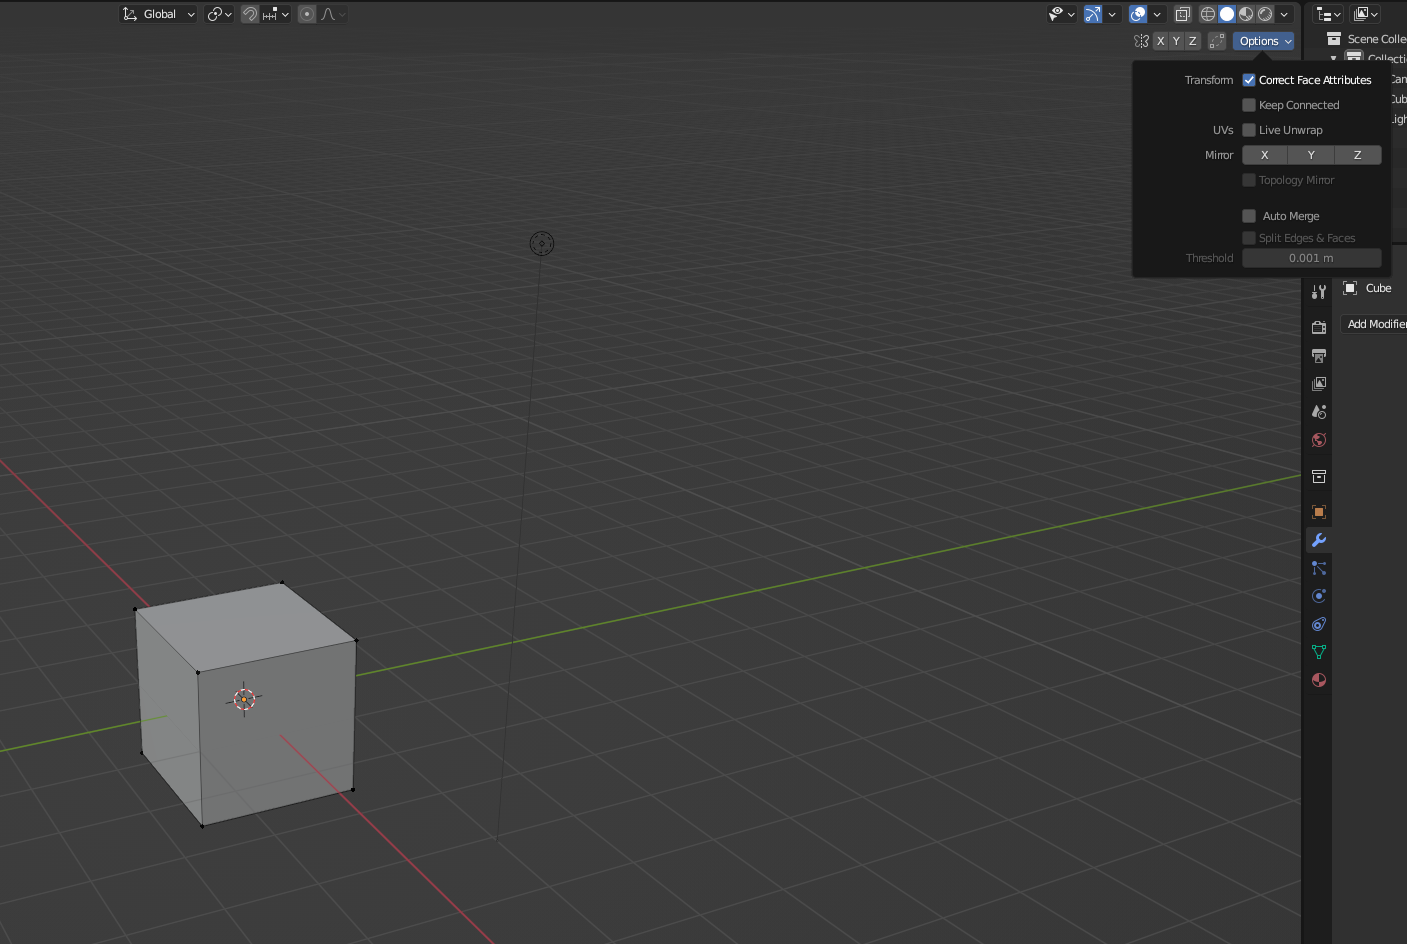 Global
X Y Z Options
Scene Colle
Collecti
Transform Correct Face Attributes
Can
Keep Connected
Cub
UVs Live Unwrap
Ligh
Mirror X Y Z
Topology Mirror
Auto Merge
Split Edges & Faces
Threshold 0.001 m
Cube
Add Modifie